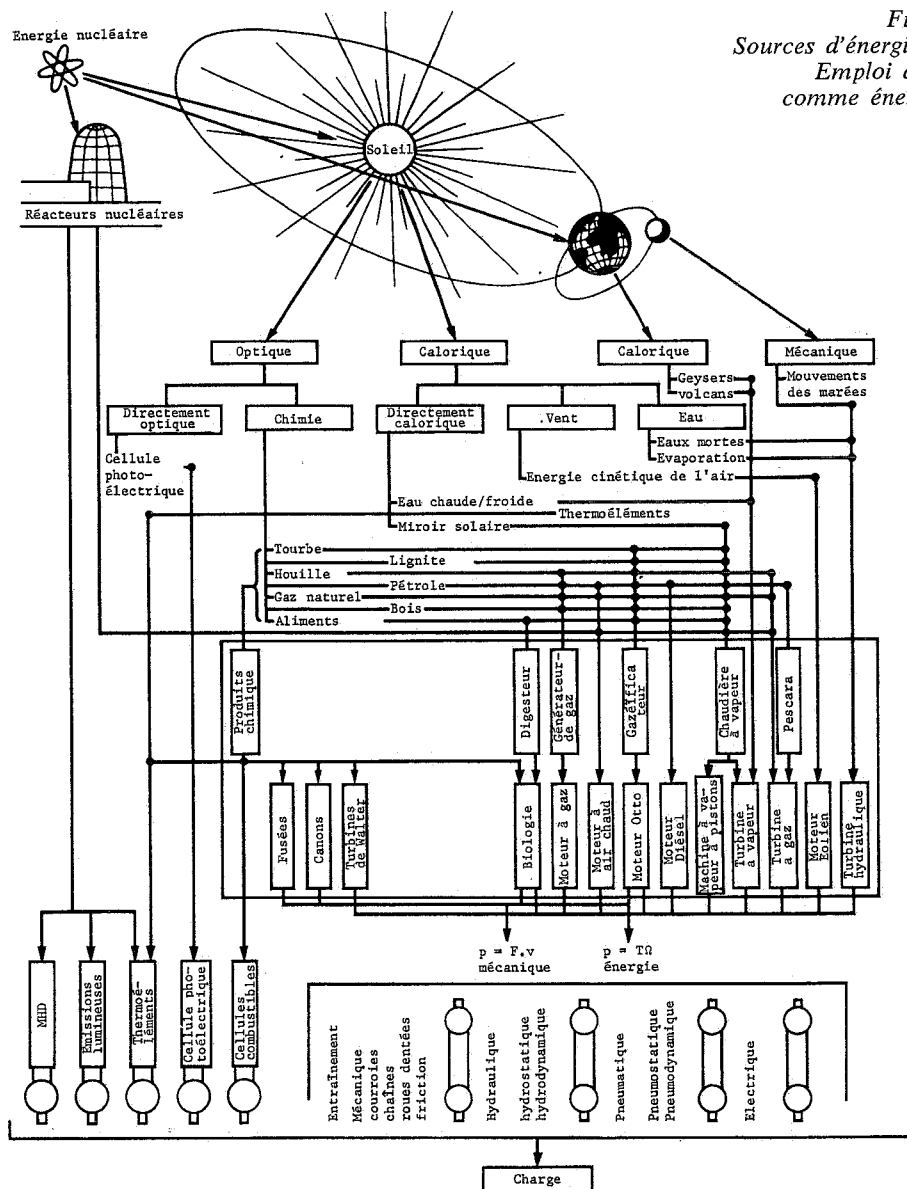 Sources d'énergi
Emploi
comme éner
Energie nucléaire
Soleil
Réacteurs nucléaires
Optique
Calorique
Calorique
Mécanique
Geysers
volcans
Mouvements
des marées
Directement
optique
Chimie
Directement
calorique
.Vent
Eau
Cellule
photo-
électrique
Eaux mortes
Evaporation
Energie cinétique de l'air
Eau chaude/froide
Thermoéléments
Miroir solaire
Tourbe
Lignite
Houille
Pétrole
Gaz naturel
Bois
Aliments
Produits
chimique
Digesteur
Générateur-
de gaz
Gazéifica
teur
Chaudière
à vapeur
Pescara
Fusées
Canons
Turbines
de Walter
Biologie
Moteur à gaz
Moteur à
air chaud
Moteur Otto
Moteur
Diésel
Machine à va-
peur à pistons
Turbine
à vapeur
Turbine
a gaz
Moteur
Eolien
Turbine
hydraulique
p = F.v
mécanique
p = TΩ
énergie
MHD
Emissions
lumineuses
Thermoé-
léments
Cellule pho-
toélectrique
Cellules
combustibles
Entraînement
Mécanique
courroies
chaînes
roues dentées
friction
Hydraulique
hydrostatique
hydrodynamique
Pneumatique
Pneumostatique
Pneumodynamique
Electrique
Charge